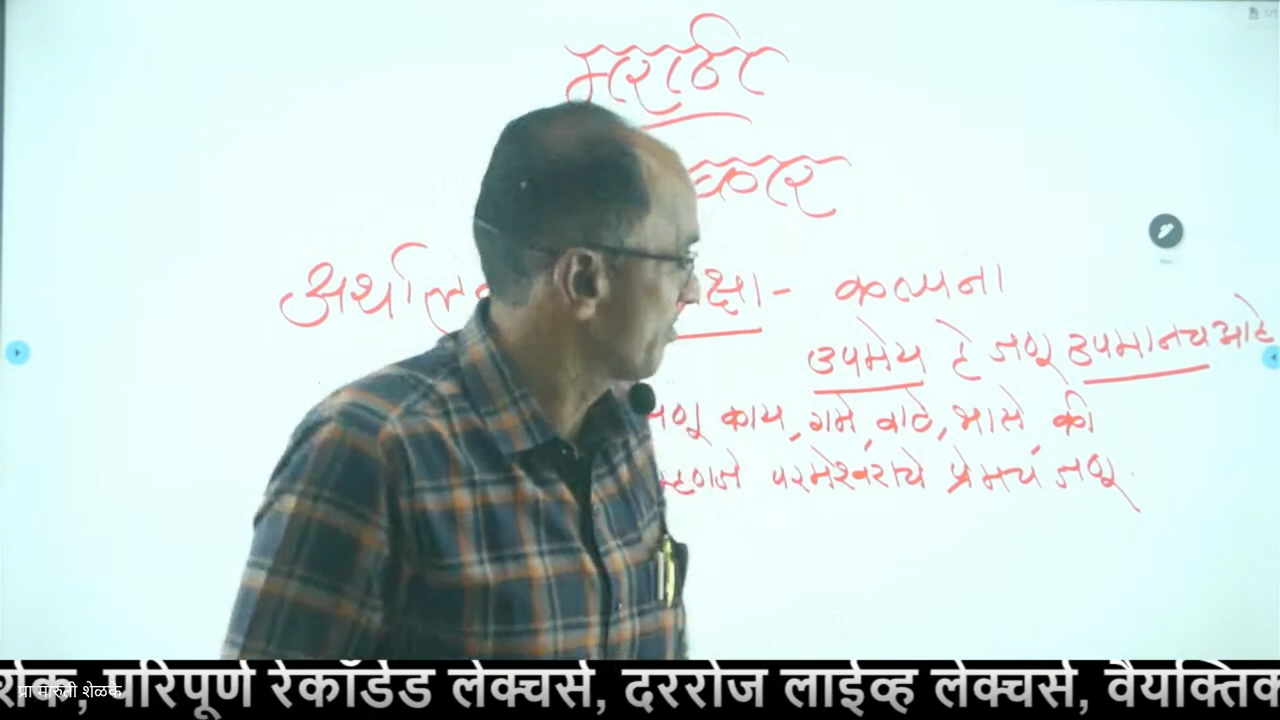 मराठी
अर्थाल क्षा - कल्पना
उपमेय हे जणू उपमानच आहे
जणू काय, गमे, वाटे, भासे, की
म्हणजे परमेश्वराचे प्रेमच जणू.
र्शक, परिपूर्ण रेकॉर्डेड लेक्चर्स, दररोज लाईव्ह लेक्चर्स, वैयक्तिक
प्रा मारुती शेळके